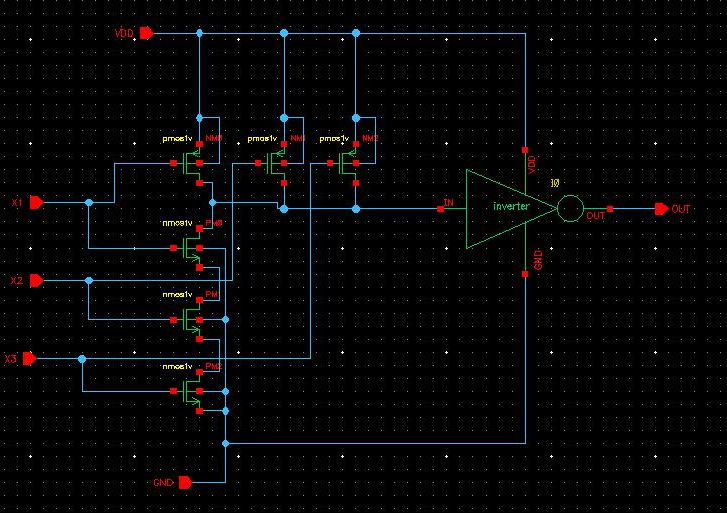 VDD
pmos1v NM0 pmos1v NM1 pmos1v NM2
VDD
I0
X1 IN inverter OUT OUT
nmos1v PM0
GND
X2
nmos1v PM1
X3
nmos1v PM2
GND